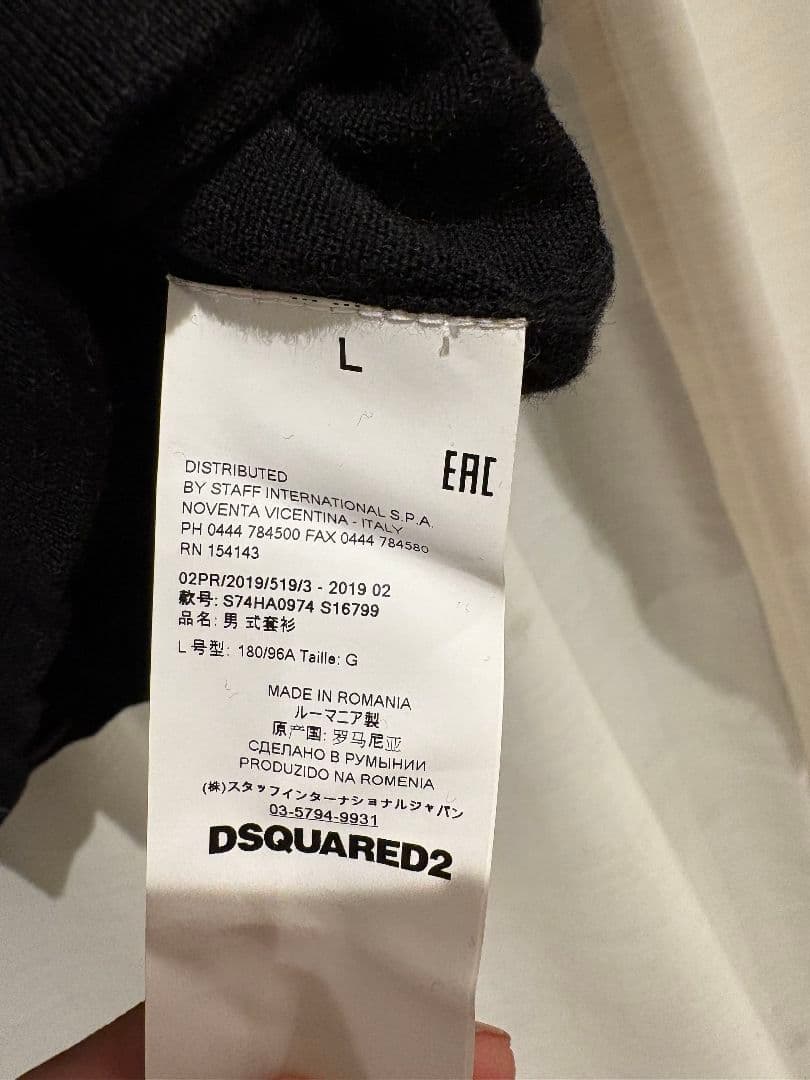 L
EAC
DISTRIBUTED
BY STAFF INTERNATIONAL S.P.A.
NOVENTA VICENTINA - ITALY
PH 0444 784500 FAX 0444 784580
RN 154143
02PR/2019/519/3 - 2019 02
款号: S74HA0974 S16799
品名: 男 式套衫
L 号型: 180/96A Taille: G
MADE IN ROMANIA
ルーマニア製
原产国: 罗马尼亚
СДЕЛАНО В РУМЫНИИ
PRODUZIDO NA ROMENIA
(株)スタッフインターナショナルジャパン
03-5794-9931
DSQUARED2